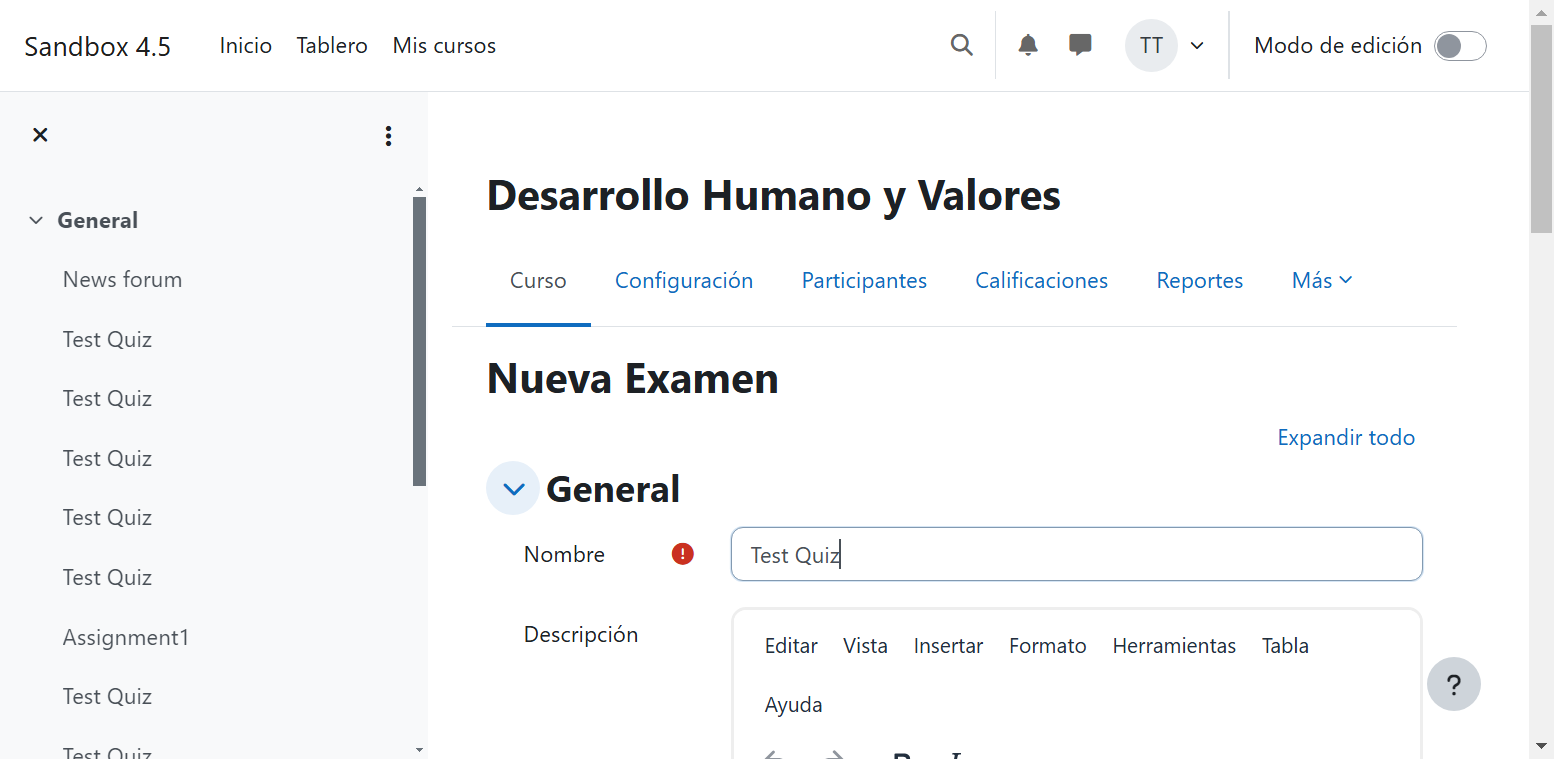 Sandbox 4.5 Inicio Tablero Mis cursos TT Modo de edición
General
News forum
Test Quiz
Test Quiz
Test Quiz
Test Quiz
Test Quiz
Assignment1
Test Quiz
Test Quiz
Desarrollo Humano y Valores
Curso Configuración Participantes Calificaciones Reportes Más
Nueva Examen
Expandir todo
General
Nombre Test Quiz
Descripción
Editar Vista Insertar Formato Herramientas Tabla
Ayuda
B I
?